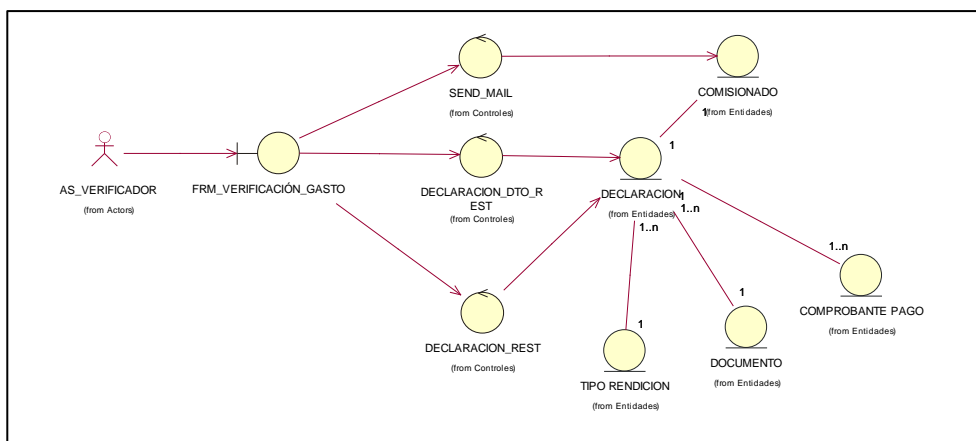 SEND_MAIL
(from Controles)
COMISIONADO
(from Entidades)
1
1
AS_VERIFICADOR
(from Actors)
FRM_VERIFICACIÓN_GASTO
DECLARACION_DTO_R
EST
(from Controles)
DECLARACION
(from Entidades)
1
1..n
1..n
1..n
DECLARACION_REST
(from Controles)
1
TIPO RENDICION
(from Entidades)
1
DOCUMENTO
(from Entidades)
COMPROBANTE PAGO
(from Entidades)